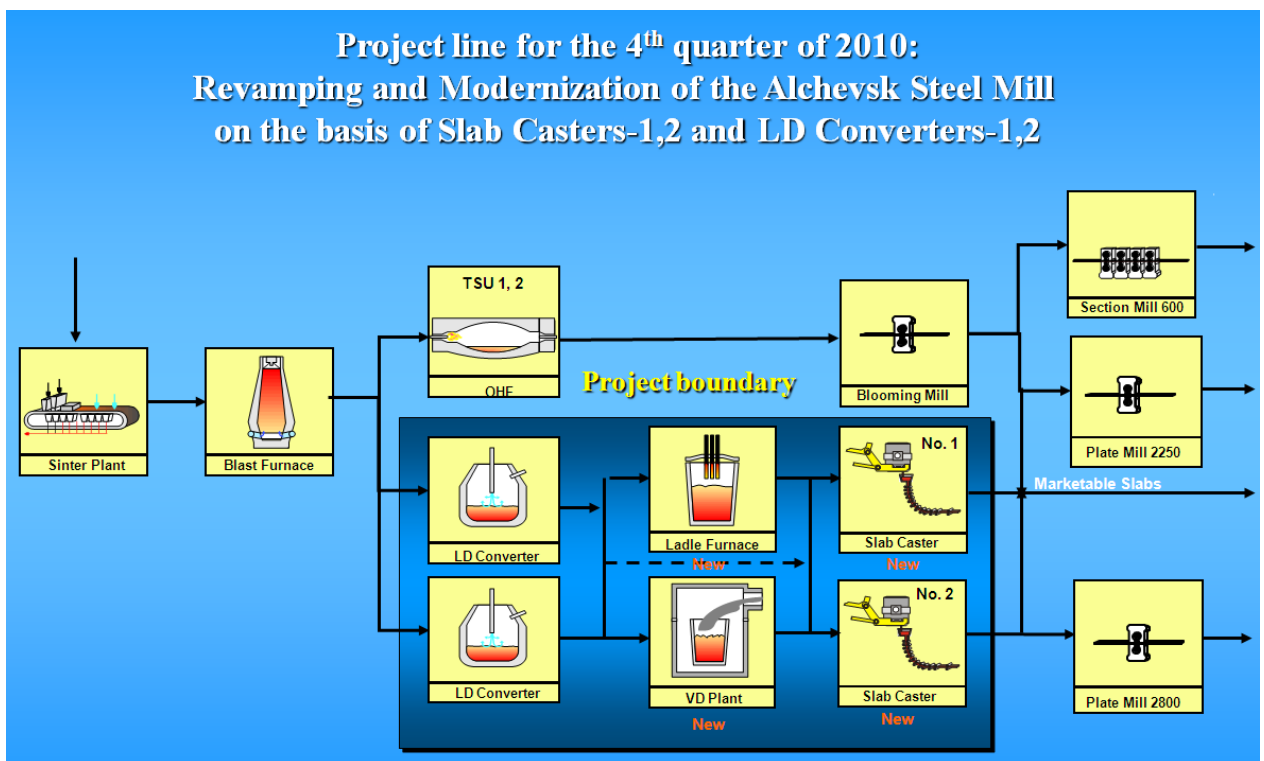 Project line for the 4th quarter of 2010:
Revamping and Modernization of the Alchevsk Steel Mill
on the basis of Slab Casters-1,2 and LD Converters-1,2
Section Mill 600
TSU 1, 2
OHF
Project boundary
Blooming Mill
Sinter Plant
Blast Furnace
Plate Mill 2250
No. 1
Marketable Slabs
LD Converter
Ladle Furnace
New
Slab Caster
New
No. 2
LD Converter
VD Plant
New
Slab Caster
New
Plate Mill 2800